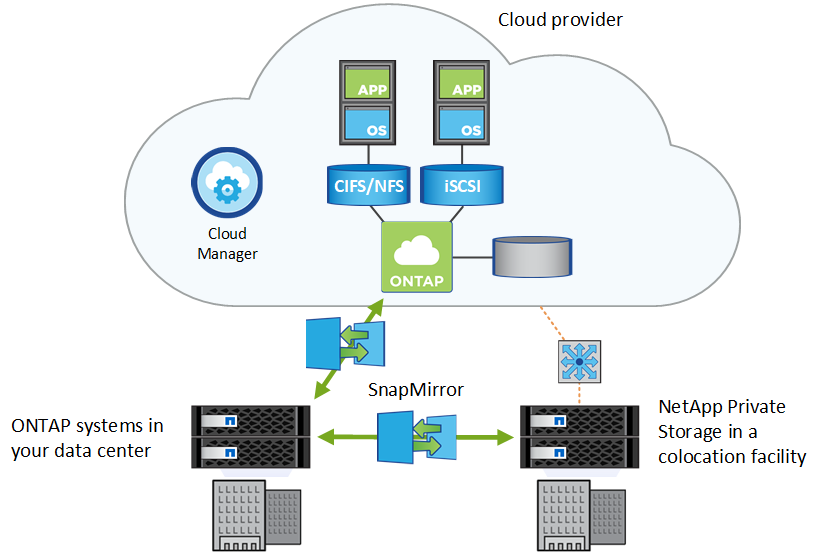 Cloud provider
APP
APP
OS
OS
CIFS/NFS
iSCSI
Cloud
Manager
ONTAP
SnapMirror
ONTAP systems in
your data center
NetApp Private
Storage in a
colocation facility